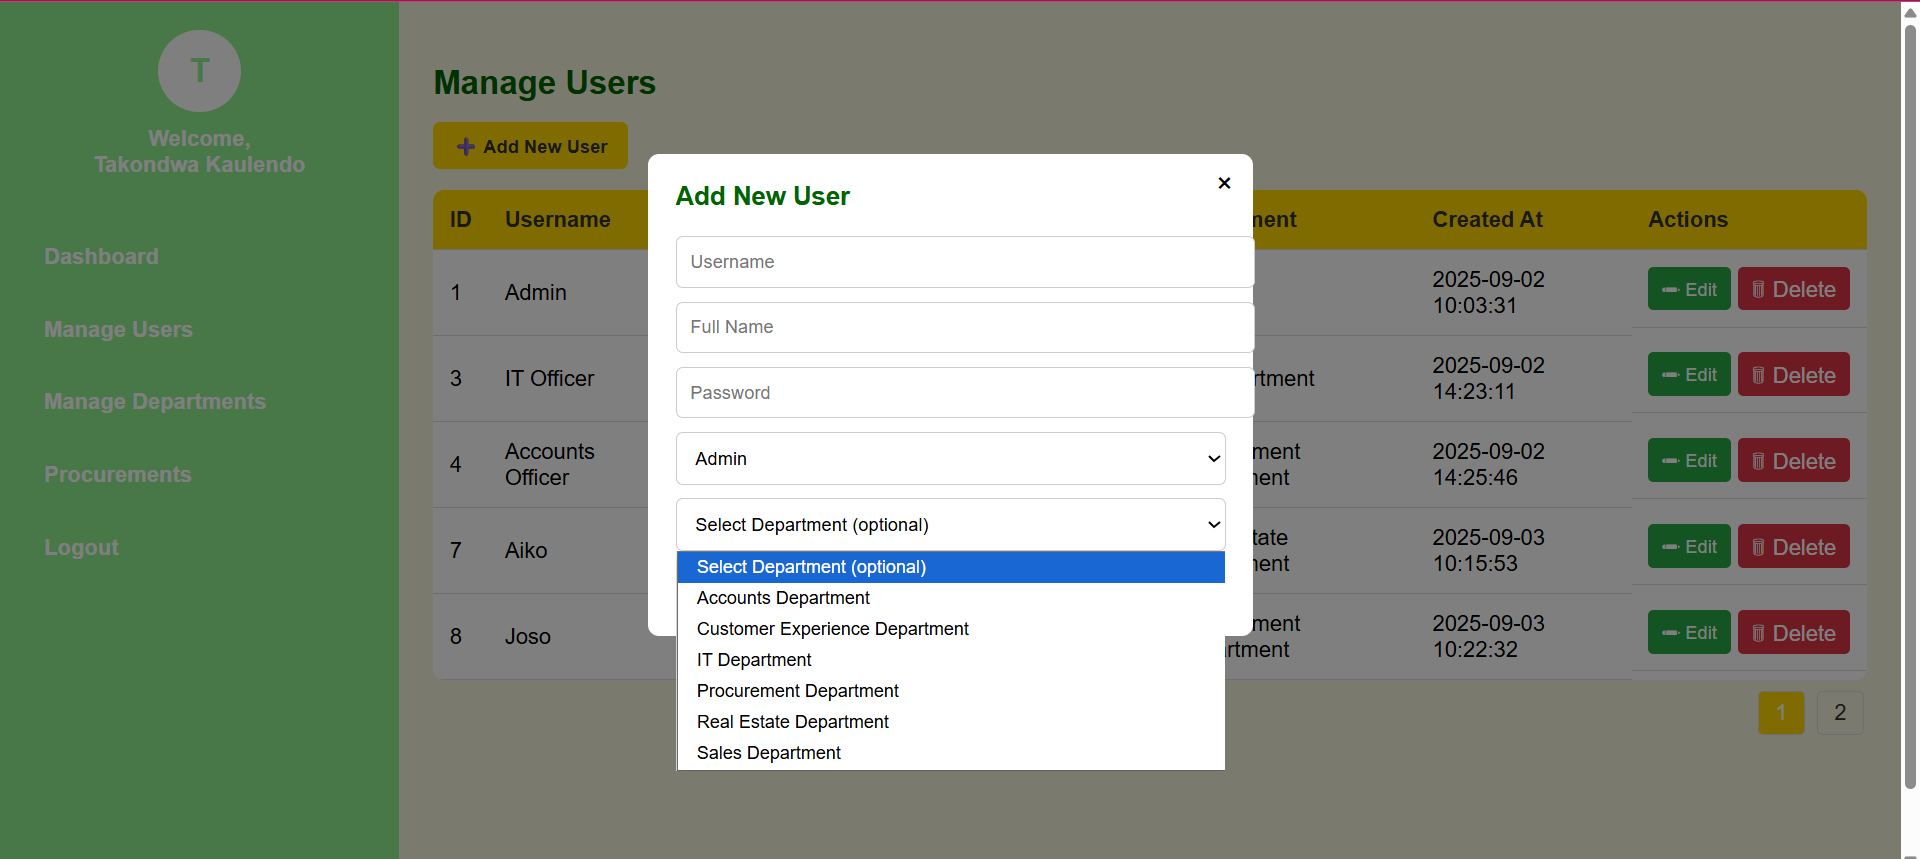 T
Welcome,
Takondwa Kaulendo
Dashboard
Manage Users
Manage Departments
Procurements
Logout
Manage Users
Add New User
ID Username ment Created At Actions
1 Admin 2025-09-02 10:03:31 Edit Delete
3 IT Officer rtment 2025-09-02 14:23:11 Edit Delete
4 Accounts Officer ment ent 2025-09-02 14:25:46 Edit Delete
7 Aiko tate ent 2025-09-03 10:15:53 Edit Delete
8 Joso ment rtment 2025-09-03 10:22:32 Edit Delete
1 2
Add New User ×
Username
Full Name
Password
Admin
Select Department (optional)
Select Department (optional)
Accounts Department
Customer Experience Department
IT Department
Procurement Department
Real Estate Department
Sales Department